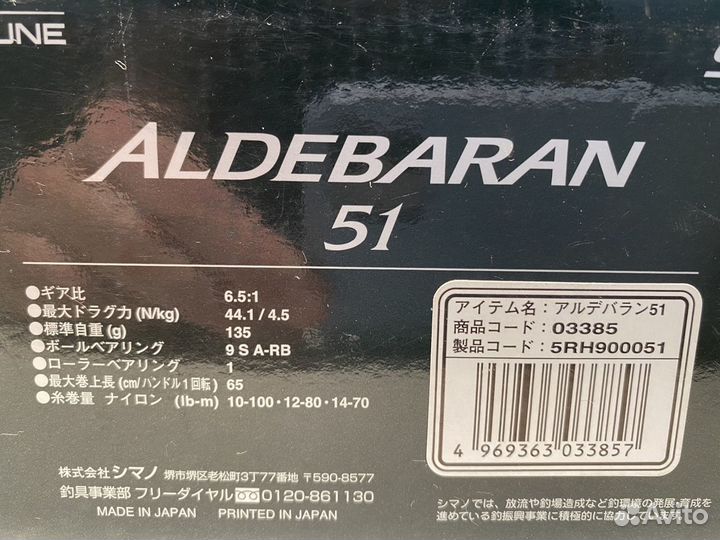 UNE
ALDEBARAN
51
●ギア比 6.5:1
●最大ドラグ力(N/kg) 44.1/4.5
●標準自重(g) 135
●ボールベアリング 9 S A-RB
●ローラーベアリング 1
●最大巻上長(cm/ハンドル1回転) 65
●糸巻量 ナイロン (lb-m) 10-100・12-80・14-70
アイテム名:アルデバラン51
商品コード:03385
製品コード:5RH900051
4 969363 033857
株式会社シマノ 堺市堺区老松町3丁77番地 〒590-8577
釣具事業部 フリーダイヤル 0120-861130
MADE IN JAPAN PRINTED IN JAPAN
シマノでは、放流や釣場造成など釣環境の発展・育成を
進めている釣振興事業に積極的に協力しています。
Avito